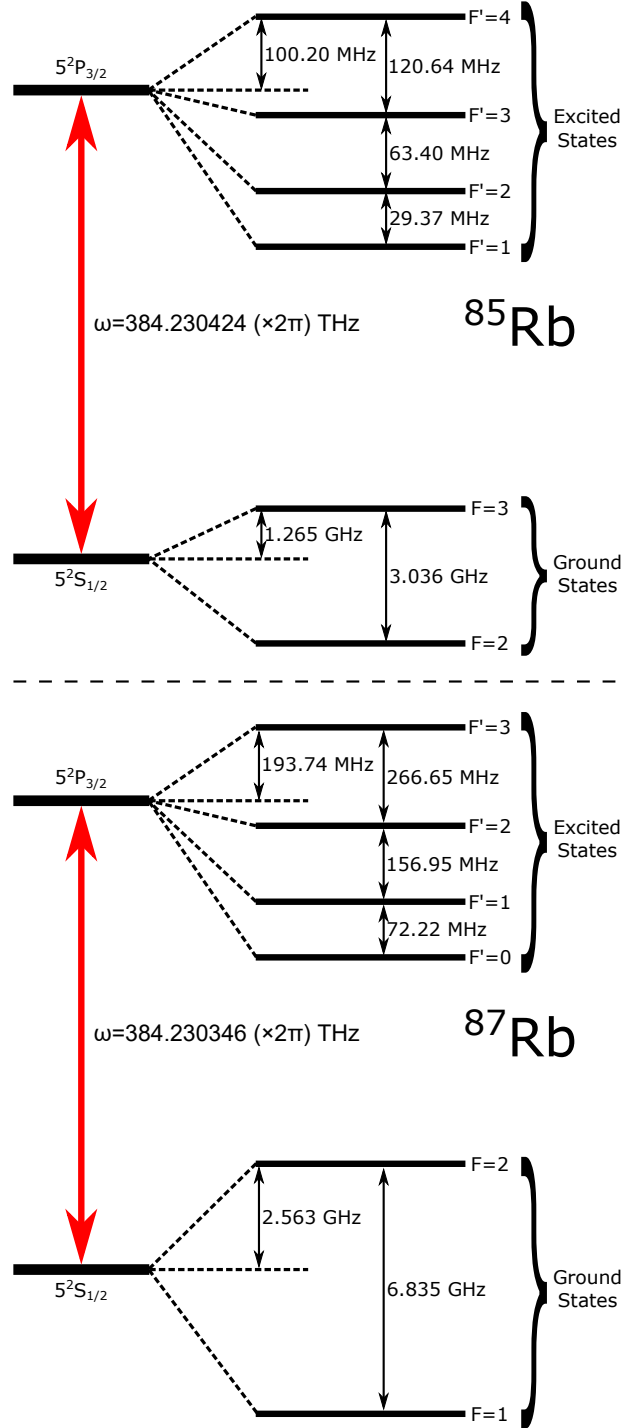 F'=4
5²P₃/₂
100.20 MHz
120.64 MHz
F'=3
Excited
States
63.40 MHz
F'=2
29.37 MHz
F'=1
ω=384.230424 (×2π) THz
⁸⁵Rb
F=3
1.265 GHz
5²S₁/₂
3.036 GHz
Ground
States
F=2
F'=3
5²P₃/₂
193.74 MHz
266.65 MHz
F'=2
Excited
States
156.95 MHz
F'=1
72.22 MHz
F'=0
ω=384.230346 (×2π) THz
⁸⁷Rb
F=2
2.563 GHz
5²S₁/₂
6.835 GHz
Ground
States
F=1